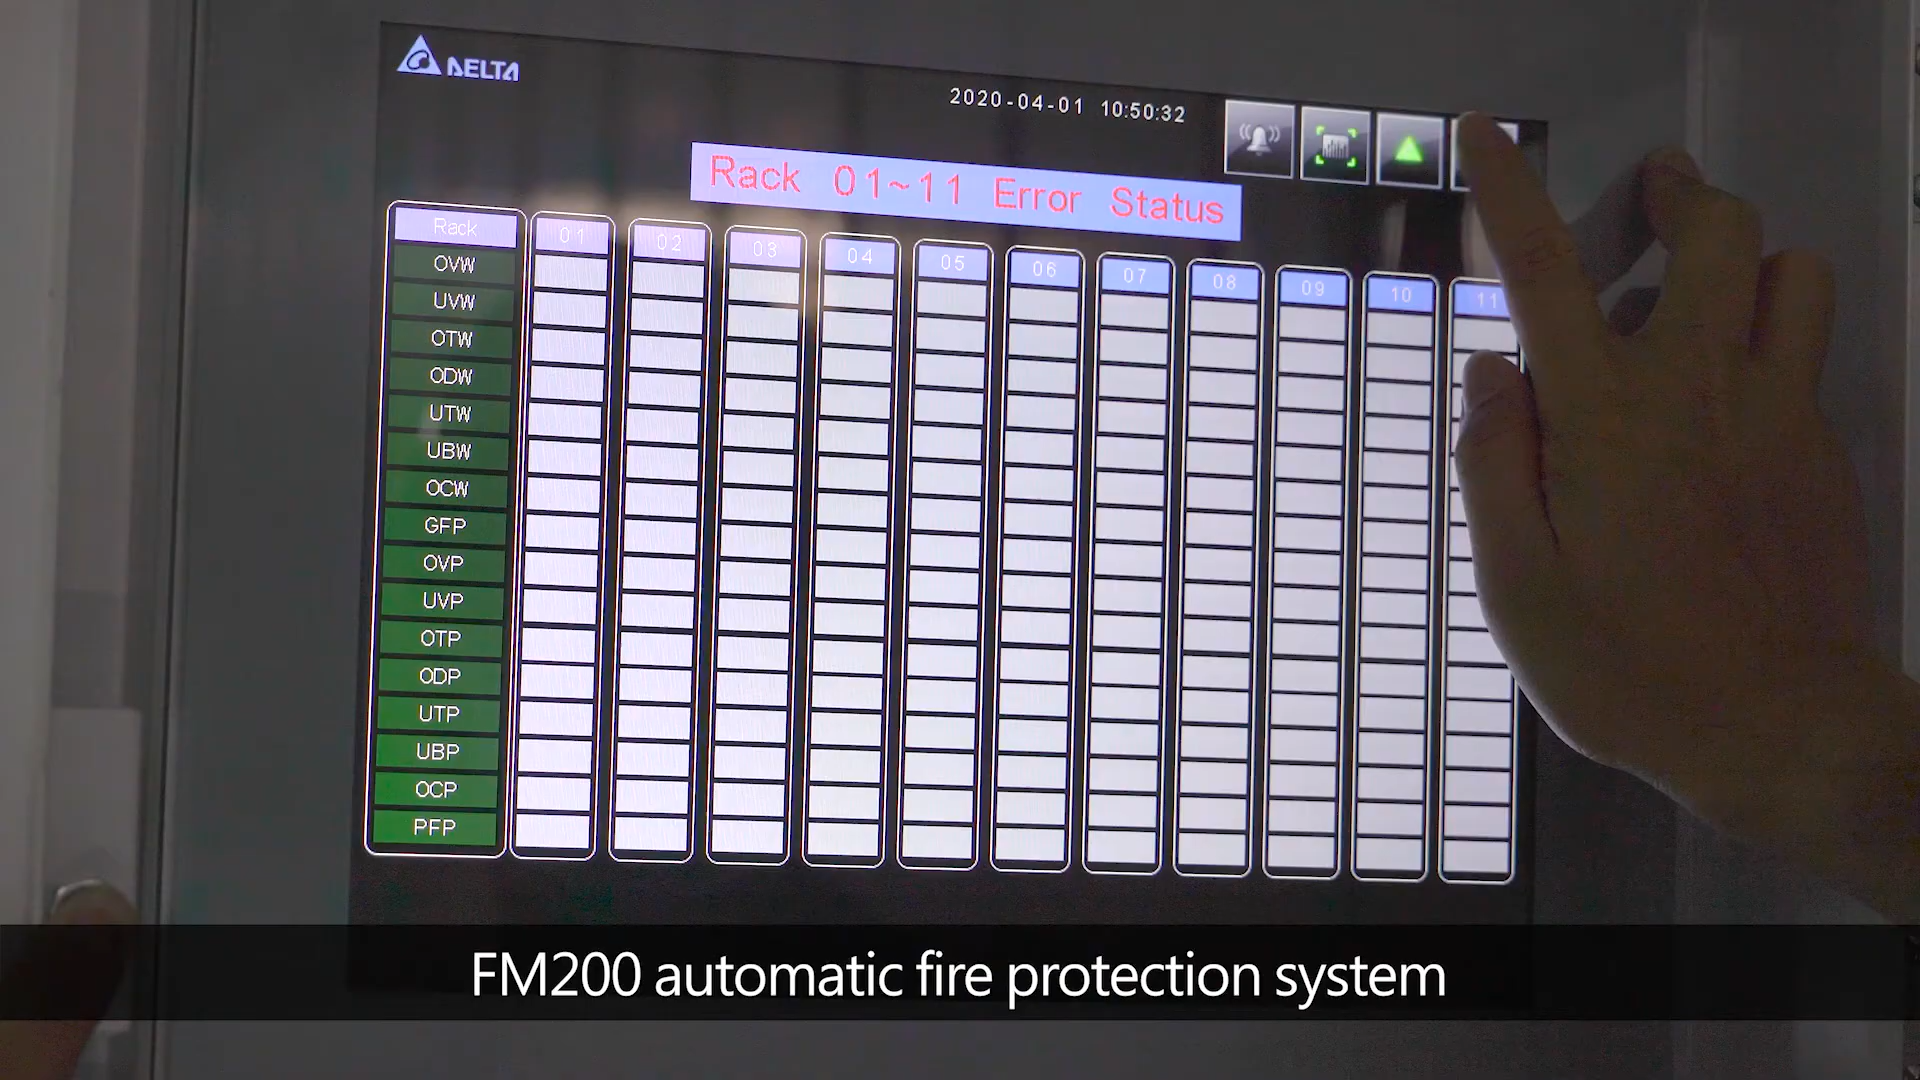 DELTA
2020-04-01 10:50:32
Rack 01~11 Error Status
Rack 01 02 03 04 05 06 07 08 09 10 11
OVW
UVW
OTW
ODW
UTW
UBW
OCW
GFP
OVP
UVP
OTP
ODP
UTP
UBP
OCP
PFP
FM200 automatic fire protection system